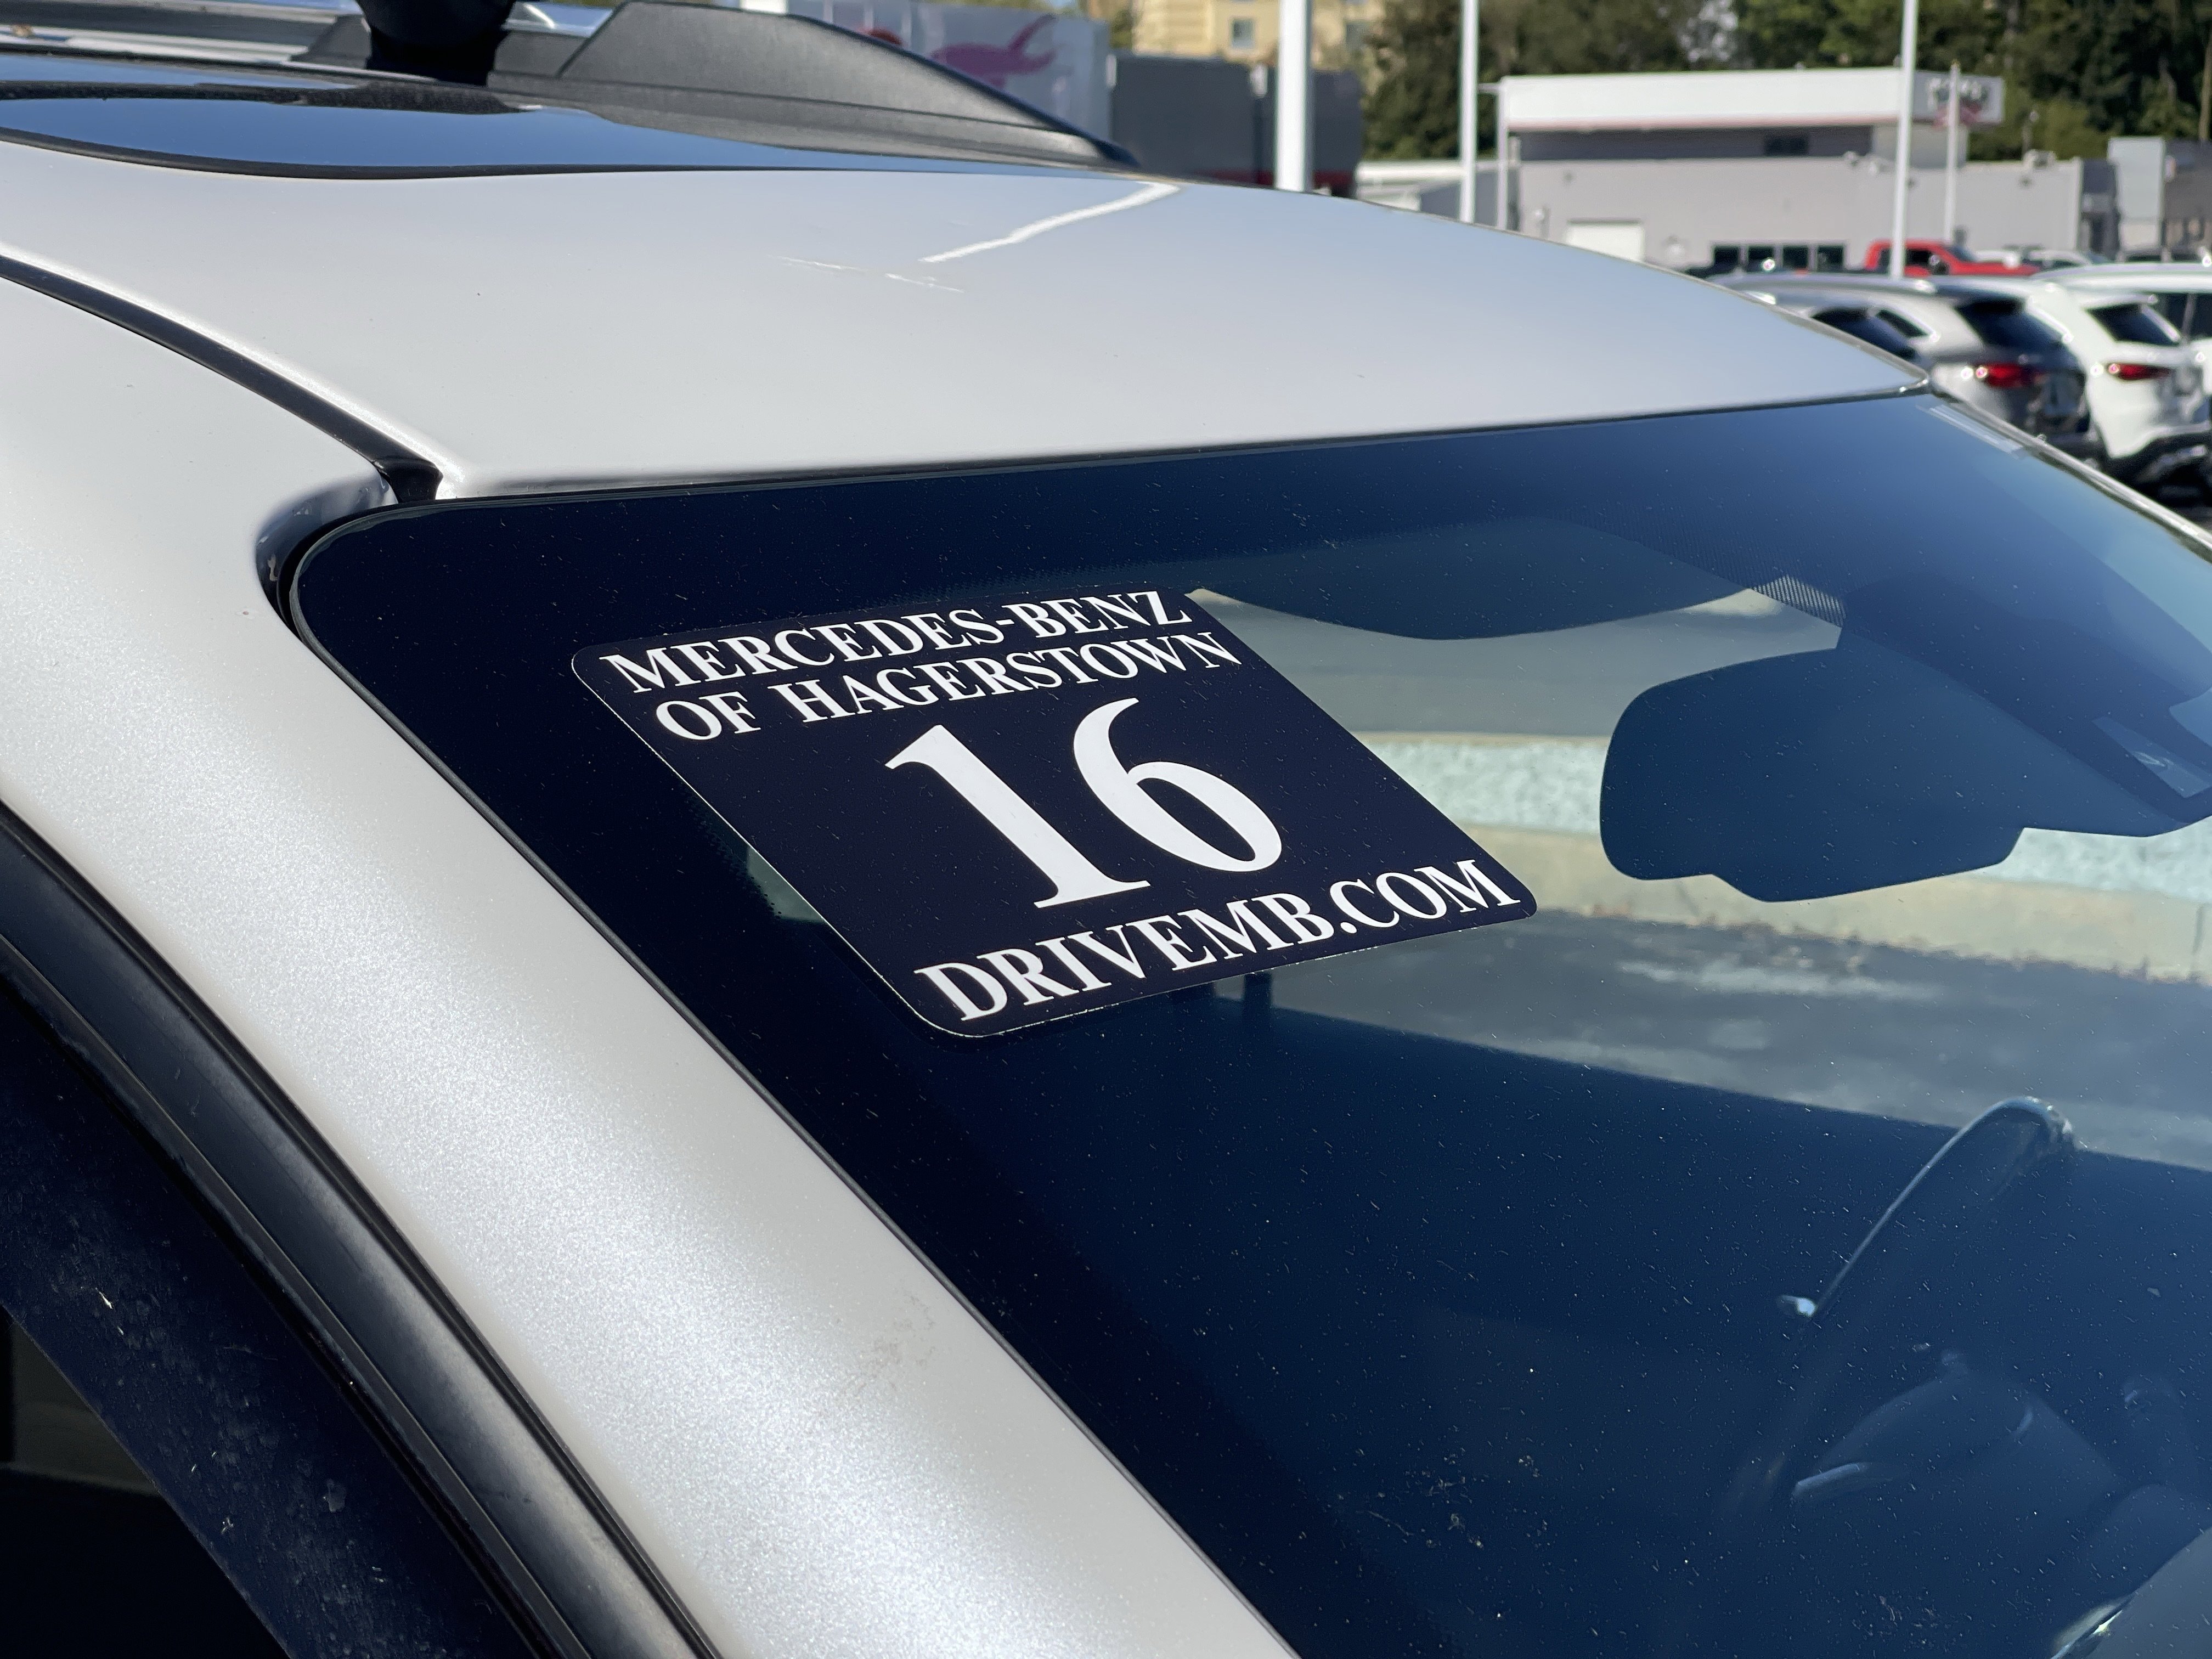 MERCEDES-BENZ
OF HAGERSTOWN
16
DRIVEMB.COM